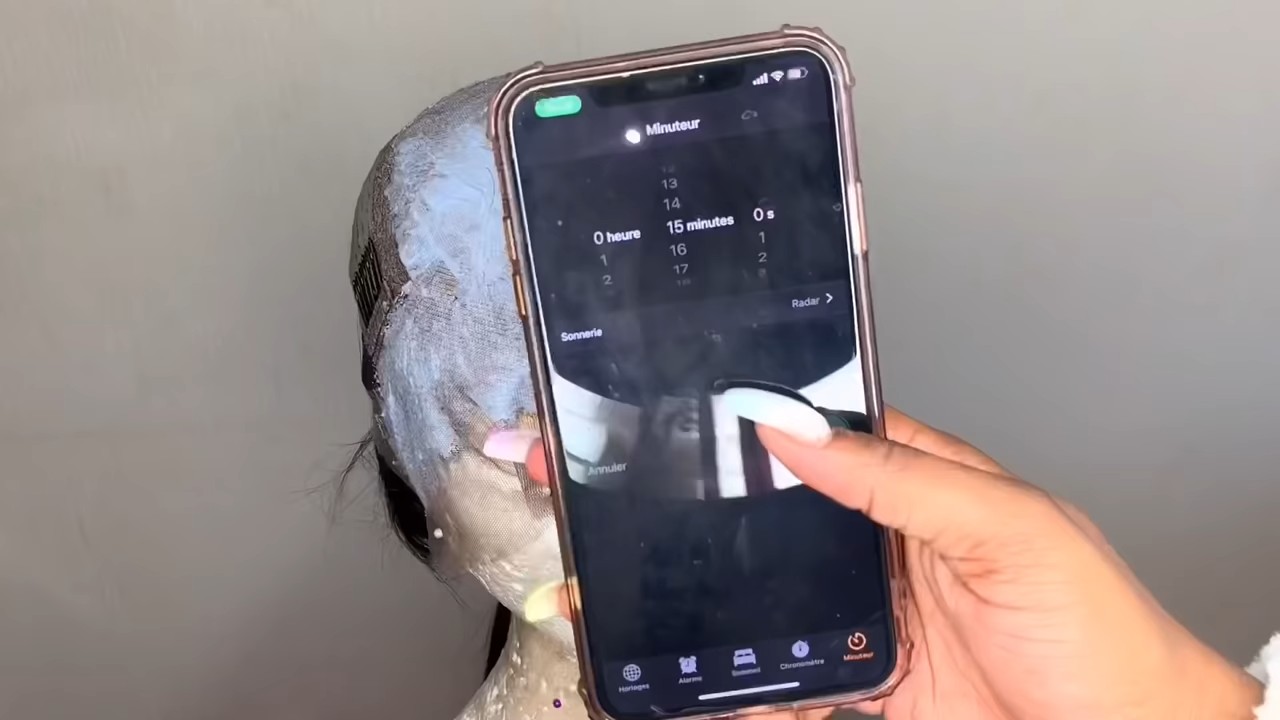 Minuteur
13
14
0 heure 15 minutes 0 s
1 16 1
2 17 2
Radar
Sonnerie
Annuler
Horloges Alarme Sommeil Chronomètre Minuteur